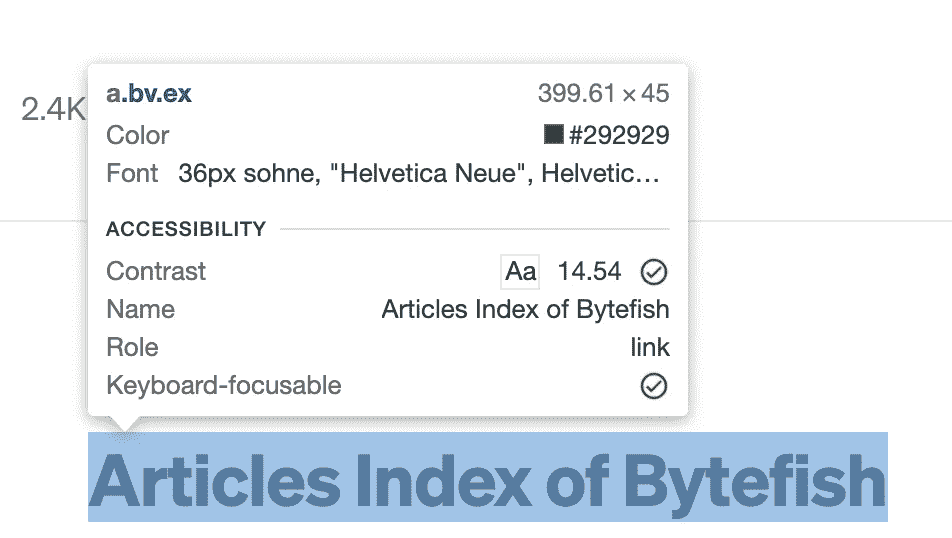 a.bv.ex 399.61 × 45
2.4K
Color #292929
Font 36px sohne, "Helvetica Neue", Helvetic...
ACCESSIBILITY
Contrast Aa 14.54
Name Articles Index of Bytefish
Role link
Keyboard-focusable
Articles Index of Bytefish